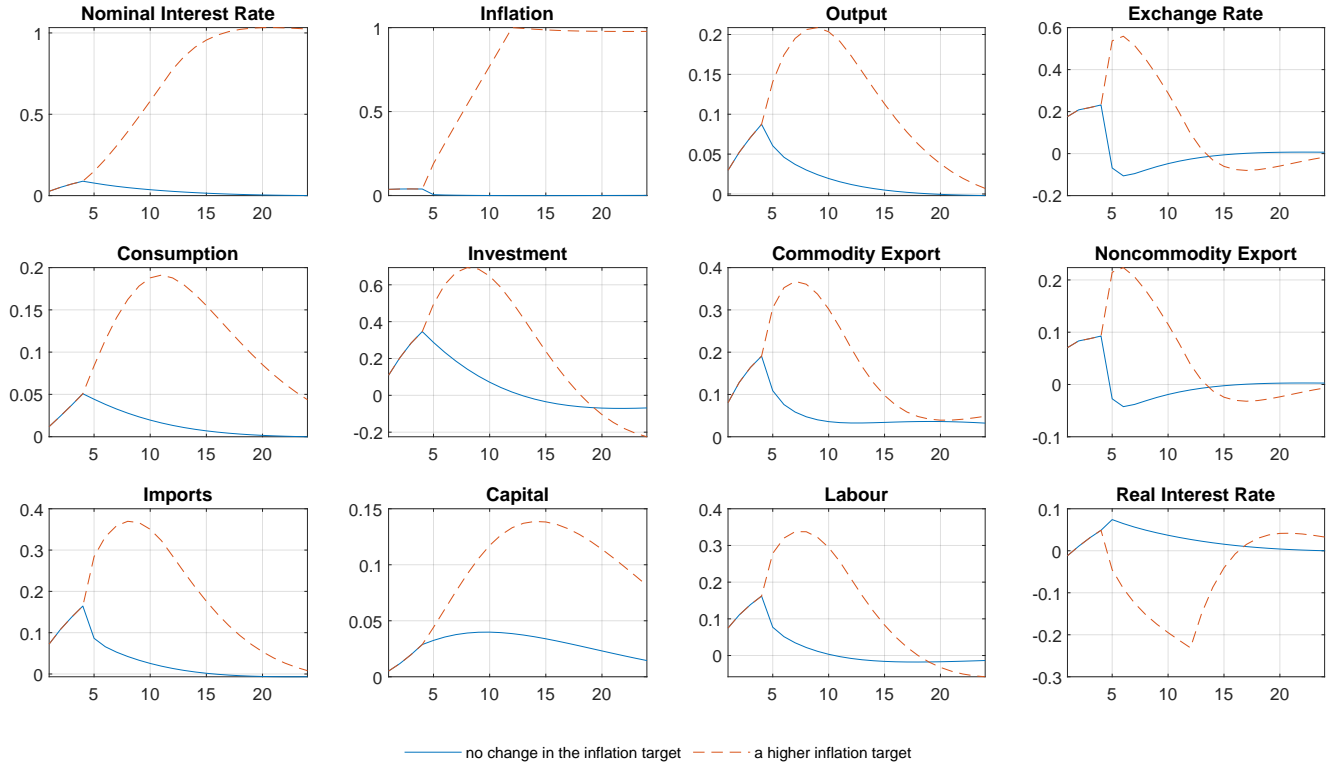 Nominal Interest Rate
1
0.5
0
5 10 15 20
Inflation
1
0.5
0
5 10 15 20
Output
0.2
0.15
0.1
0.05
0
5 10 15 20
Exchange Rate
0.6
0.4
0.2
0
-0.2
5 10 15 20
Consumption
0.2
0.15
0.1
0.05
0
5 10 15 20
Investment
0.6
0.4
0.2
0
-0.2
5 10 15 20
Commodity Export
0.4
0.3
0.2
0.1
0
5 10 15 20
Noncommodity Export
0.2
0.1
0
-0.1
5 10 15 20
Imports
0.4
0.3
0.2
0.1
0
5 10 15 20
Capital
0.15
0.1
0.05
0
5 10 15 20
Labour
0.4
0.3
0.2
0.1
0
5 10 15 20
Real Interest Rate
0.1
0
-0.1
-0.2
-0.3
5 10 15 20
no change in the inflation target a higher inflation target